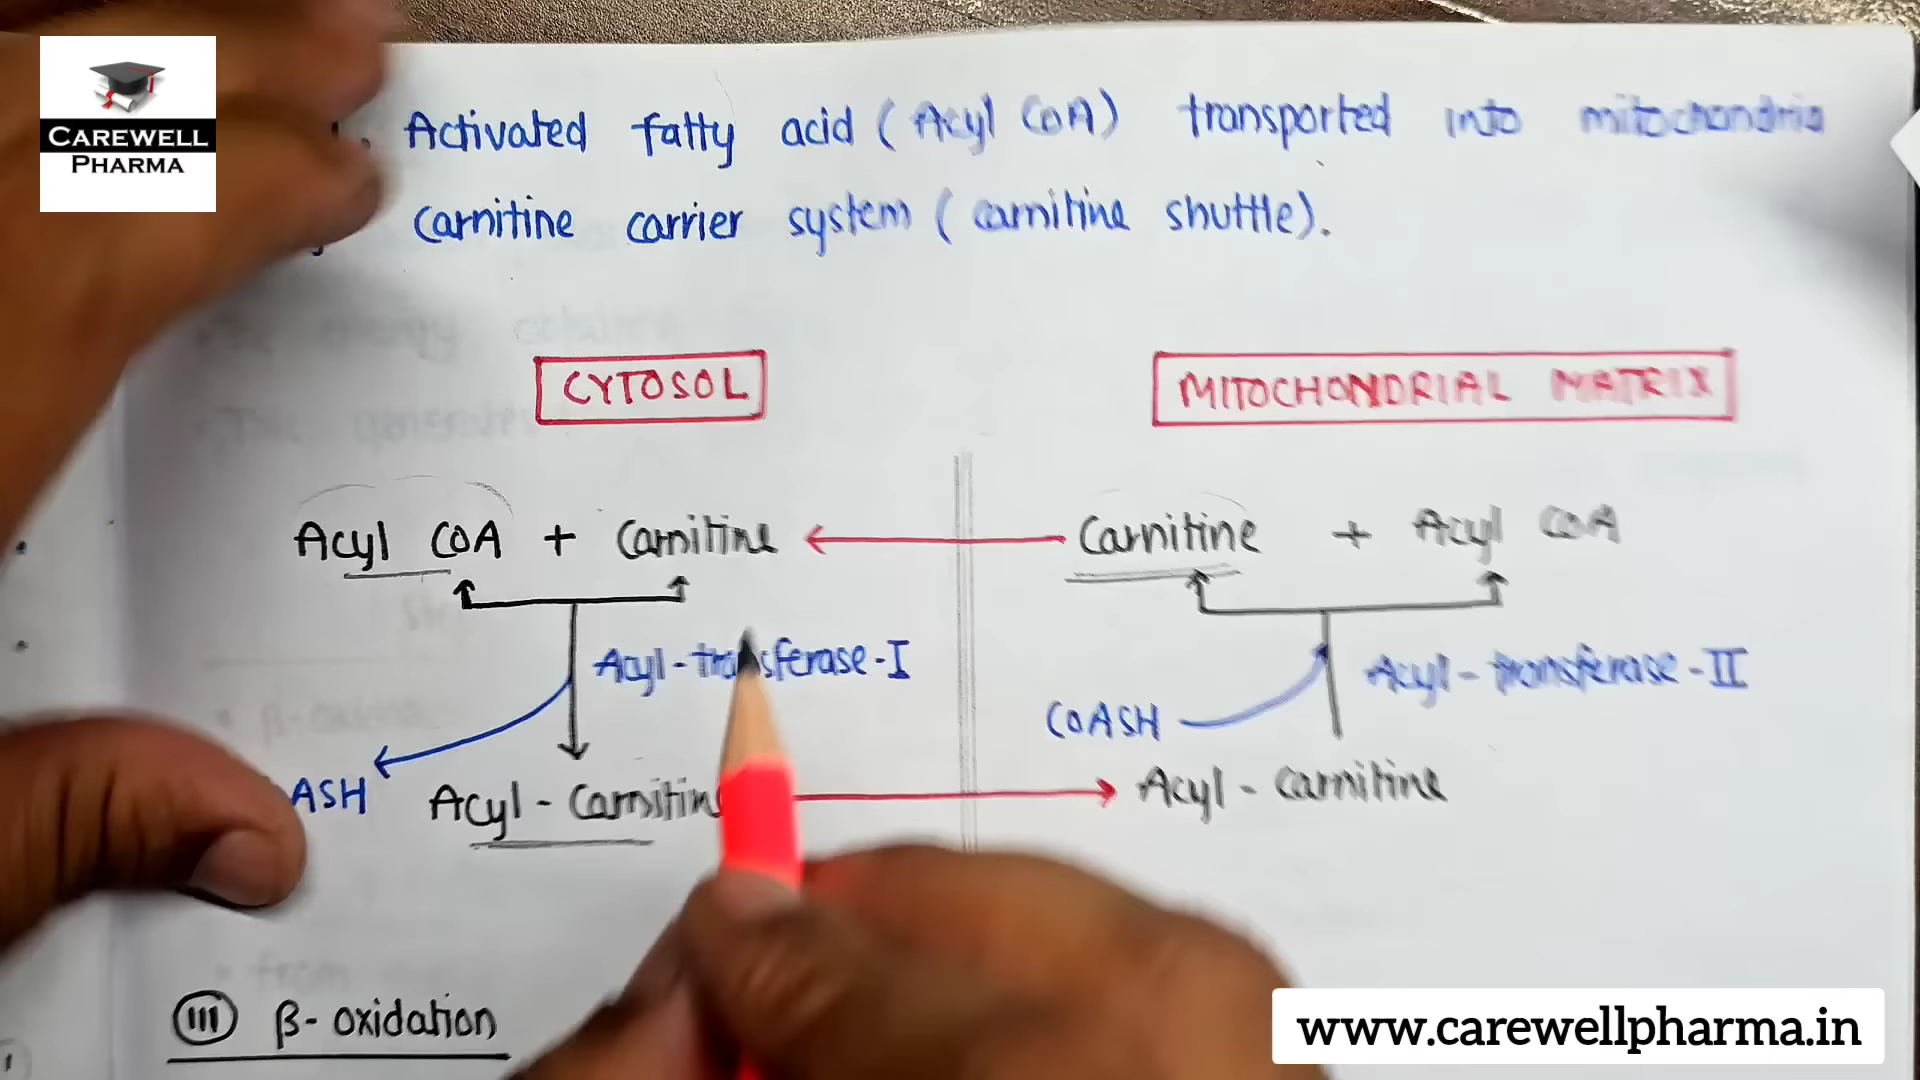 CAREWELL
PHARMA
Activated fatty acid (Acyl CoA) transported into mitochondria
Carnitine carrier system (carnitine shuttle).
CYTOSOL
MITOCHONDRIAL MATRIX
Acyl COA + Carnitine
Carnitine + Acyl COA
Acyl-transferase-I
Acyl-transferase-II
COASH
ASH
Acyl-Carnitin
Acyl-carnitine
III β-oxidation
www.carewellpharma.in